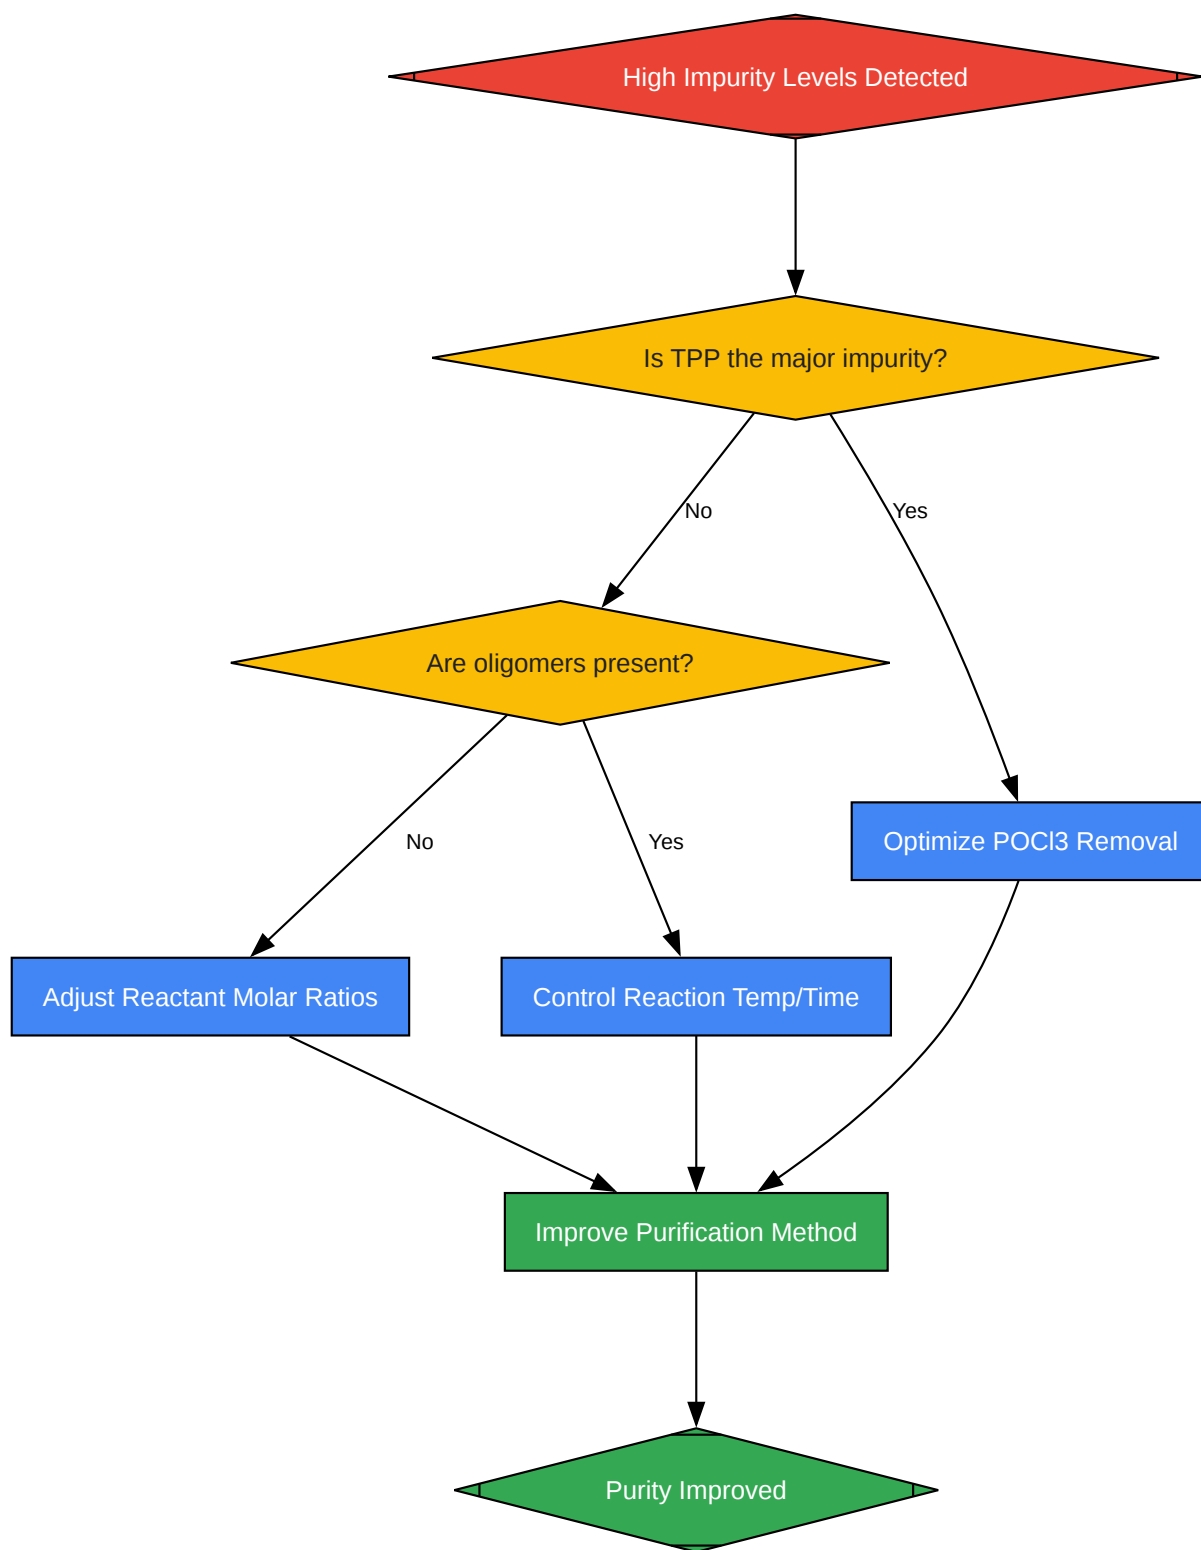 High Impurity Levels Detected
Is TPP the major impurity?
No
Yes
Are oligomers present?
No
Yes
Optimize POCl3 Removal
Adjust Reactant Molar Ratios
Control Reaction Temp/Time
Improve Purification Method
Purity Improved